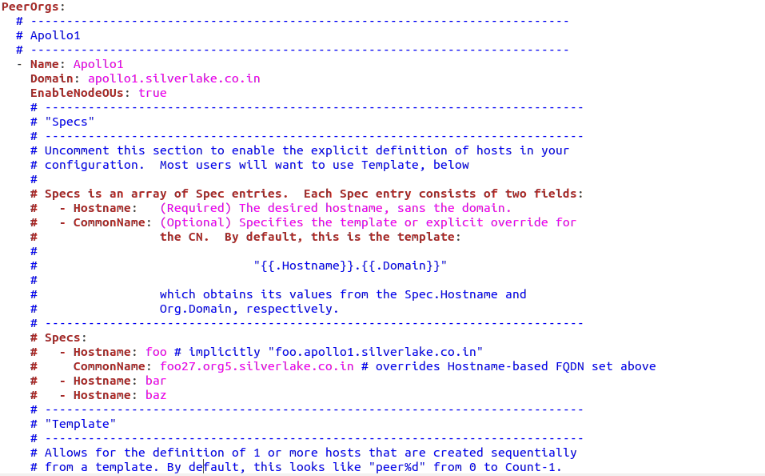 PeerOrgs:
# ---------------------------------------------------------------------------
# Apollo1
# ---------------------------------------------------------------------------
- Name: Apollo1
Domain: apollo1.silverlake.co.in
EnableNodeOUs: true
# ---------------------------------------------------------------------------
# "Specs"
# ---------------------------------------------------------------------------
# Uncomment this section to enable the explicit definition of hosts in your
# configuration.  Most users will want to use Template, below
#
# Specs is an array of Spec entries.  Each Spec entry consists of two fields:
#   - Hostname:   (Required) The desired hostname, sans the domain.
#   - CommonName: (Optional) Specifies the template or explicit override for
#                 the CN.  By default, this is the template:
#
#                              "{{.Hostname}}.{{.Domain}}"
#
#                 which obtains its values from the Spec.Hostname and
#                 Org.Domain, respectively.
# ---------------------------------------------------------------------------
# Specs:
#   - Hostname: foo # implicitly "foo.apollo1.silverlake.co.in"
#     CommonName: foo27.org5.silverlake.co.in # overrides Hostname-based FQDN set above
#   - Hostname: bar
#   - Hostname: baz
# ---------------------------------------------------------------------------
# "Template"
# ---------------------------------------------------------------------------
# Allows for the definition of 1 or more hosts that are created sequentially
# from a template. By default, this looks like "peer%d" from 0 to Count-1.